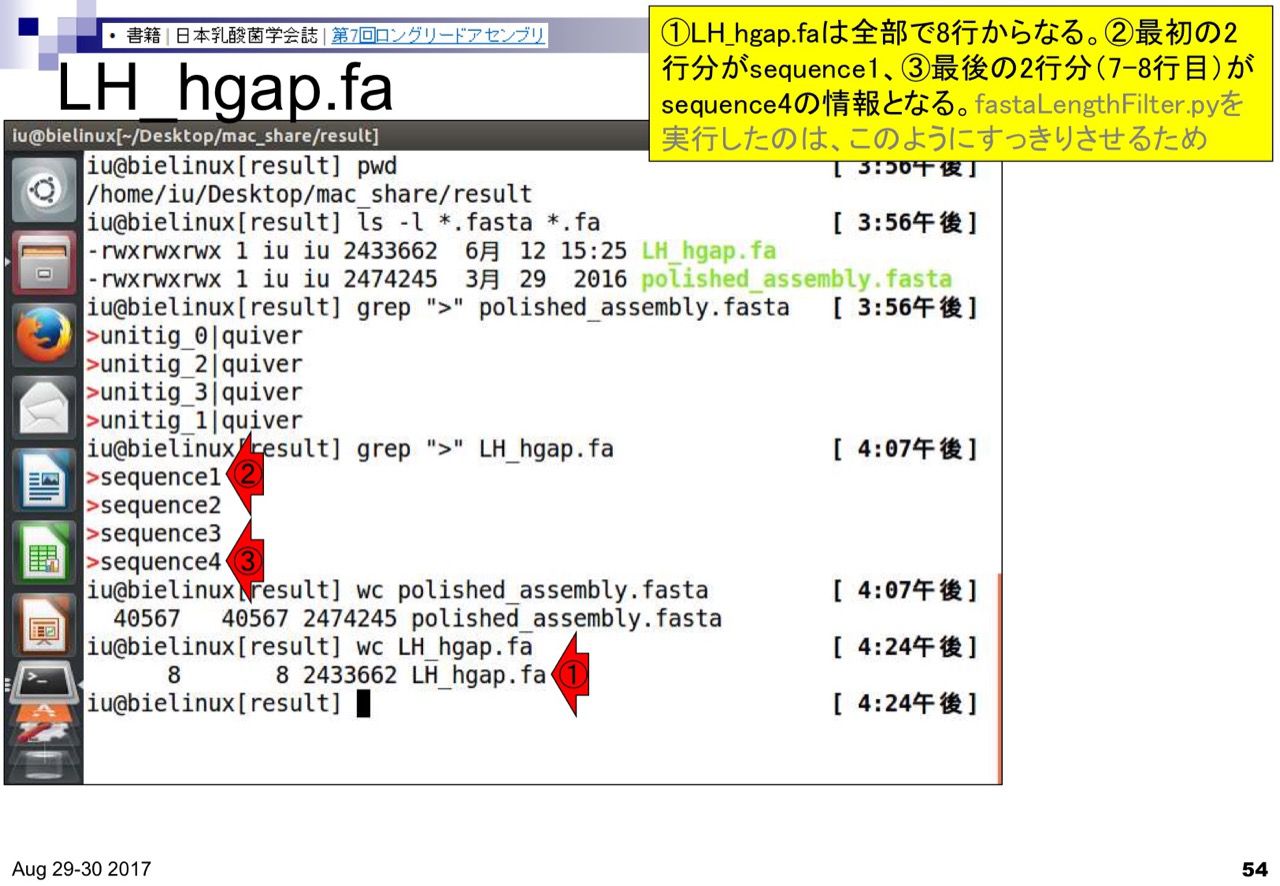 • 書籍 | 日本乳酸菌学会誌 | 第7回ロングリードアセンブリ
LH_hgap.fa
①LH_hgap.faは全部で8行からなる。②最初の2
行分がsequence1、③最後の2行分(7-8行目)が
sequence4の情報となる。fastaLengthFilter.pyを
実行したのは、このようにすっきりさせるため
iu@bielinux[~/Desktop/mac_share/result]
iu@bielinux[result] pwd [ 3:56午後]
/home/iu/Desktop/mac_share/result
iu@bielinux[result] ls -l *.fasta *.fa [ 3:56午後]
-rwxrwxrwx 1 iu iu 2433662 6月 12 15:25 LH_hgap.fa
-rwxrwxrwx 1 iu iu 2474245 3月 29 2016 polished_assembly.fasta
iu@bielinux[result] grep ">" polished_assembly.fasta [ 3:56午後]
>unitig_0|quiver
>unitig_2|quiver
>unitig_3|quiver
>unitig_1|quiver
iu@bielinux[result] grep ">" LH_hgap.fa [ 4:07午後]
>sequence1 ②
>sequence2
>sequence3
>sequence4 ③
iu@bielinux[result] wc polished_assembly.fasta [ 4:07午後]
40567 40567 2474245 polished_assembly.fasta
iu@bielinux[result] wc LH_hgap.fa [ 4:24午後]
8 8 2433662 LH_hgap.fa ①
iu@bielinux[result] [ 4:24午後]
Aug 29-30 2017
54